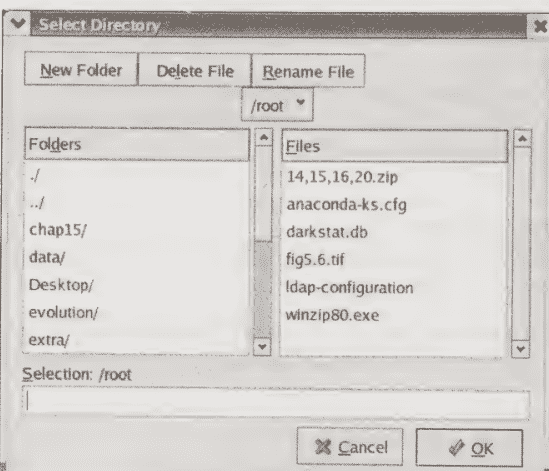 Select Directory
New Folder Delete File Rename File
/root
Folders
./
../
chap15/
data/
Desktop/
evolution/
extra/
Files
14,15,16,20.zip
anaconda-ks.cfg
darkstat.db
fig5.6.tif
ldap-configuration
winzip80.exe
Selection: /root
Cancel OK